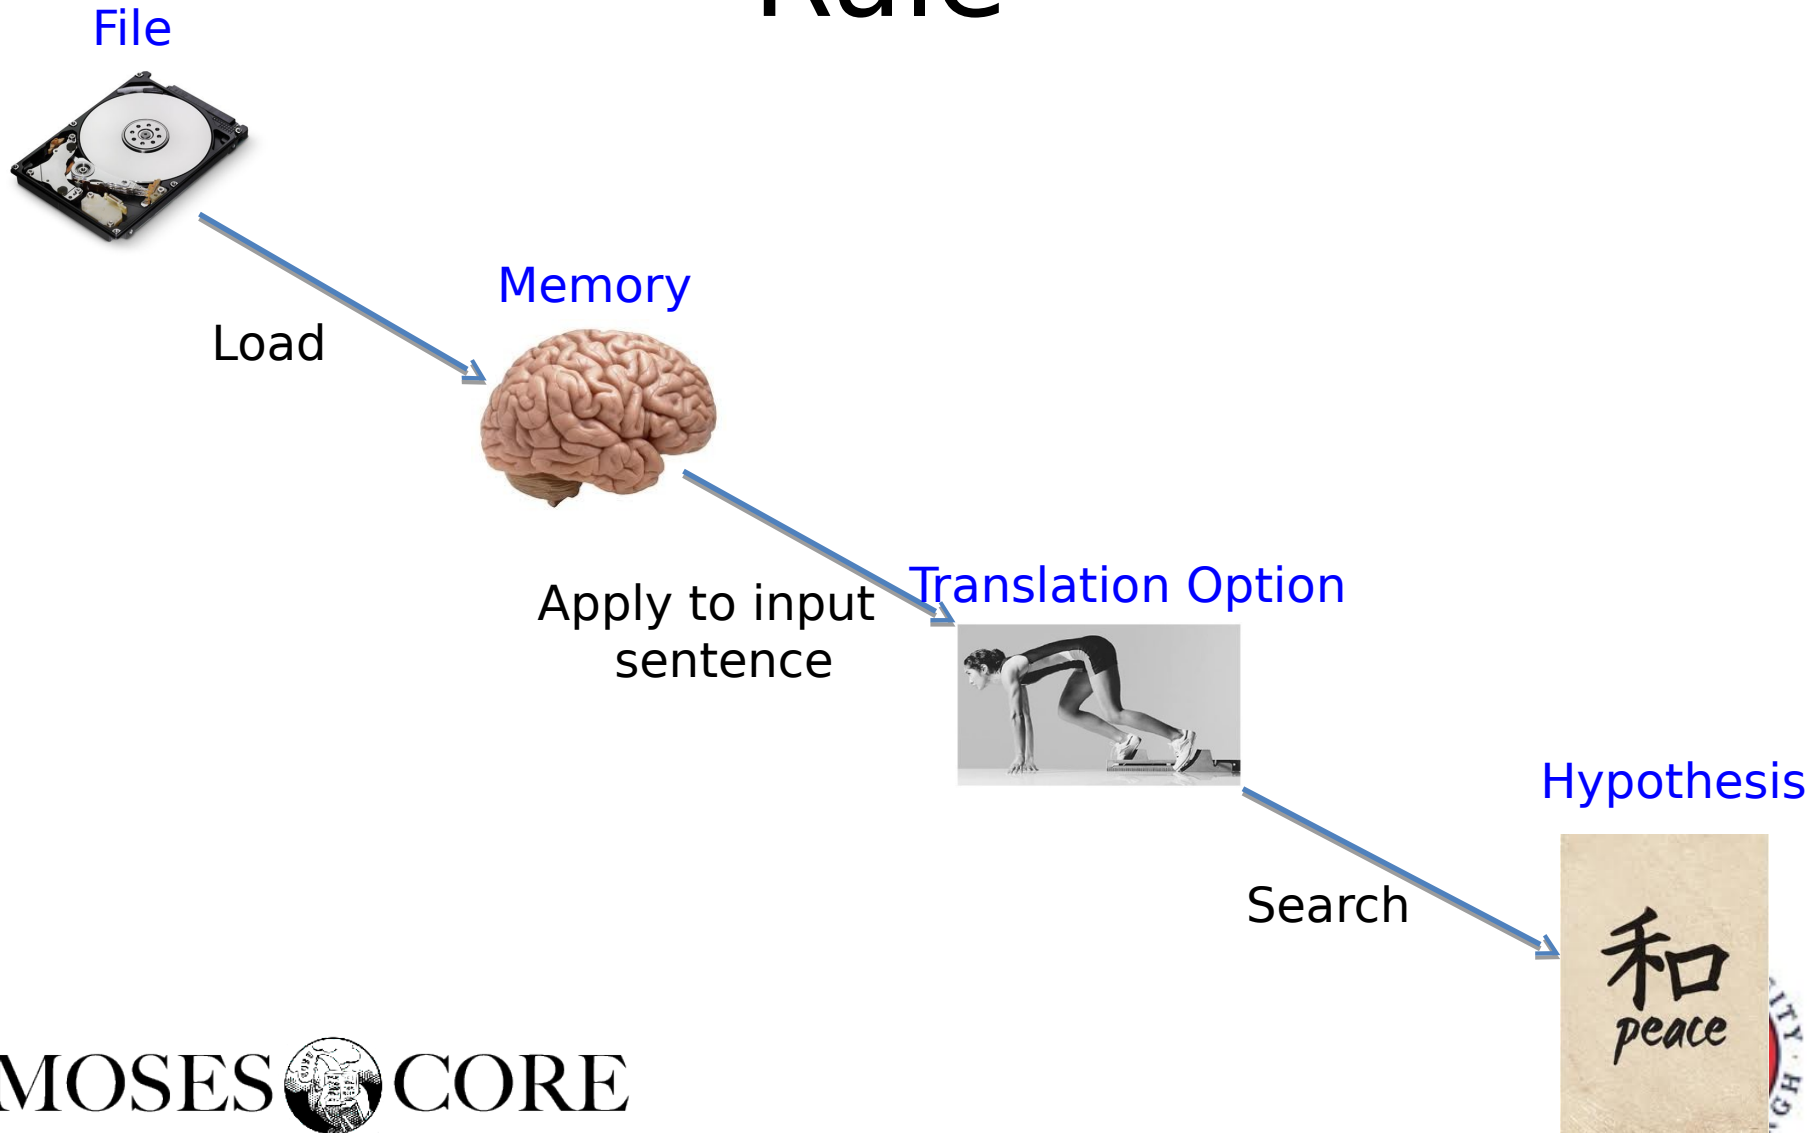 File
Memory
Load
Translation Option
Apply to input
sentence
Hypothesis
Search
和
peace
MOSES CORE